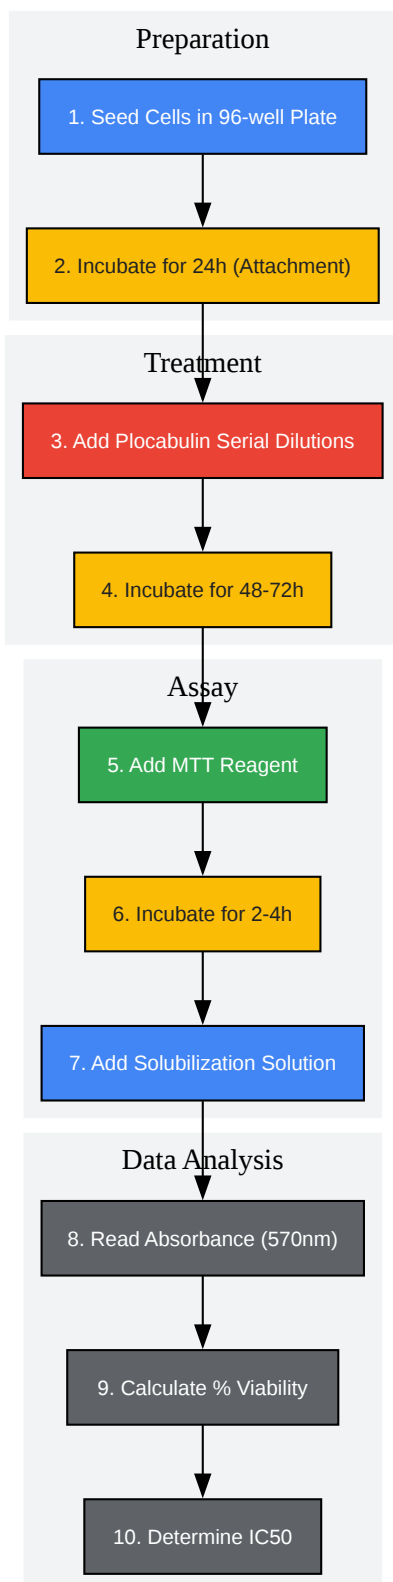 Preparation
1. Seed Cells in 96-well Plate
2. Incubate for 24h (Attachment)
Treatment
3. Add Plocabulin Serial Dilutions
4. Incubate for 48-72h
Assay
5. Add MTT Reagent
6. Incubate for 2-4h
7. Add Solubilization Solution
Data Analysis
8. Read Absorbance (570nm)
9. Calculate % Viability
10. Determine IC50